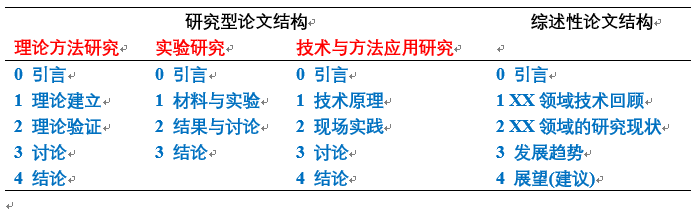 研究型论文结构 综述性论文结构
理论方法研究 实验研究 技术与方法应用研究
0 引言 0 引言 0 引言 0 引言
1 理论建立 1 材料与实验 1 技术原理 1 XX 领域技术回顾
2 理论验证 2 结果与讨论 2 现场实践 2 XX 领域的研究现状
3 讨论 3 结论 3 讨论 3 发展趋势
4 结论 4 结论 4 展望(建议)